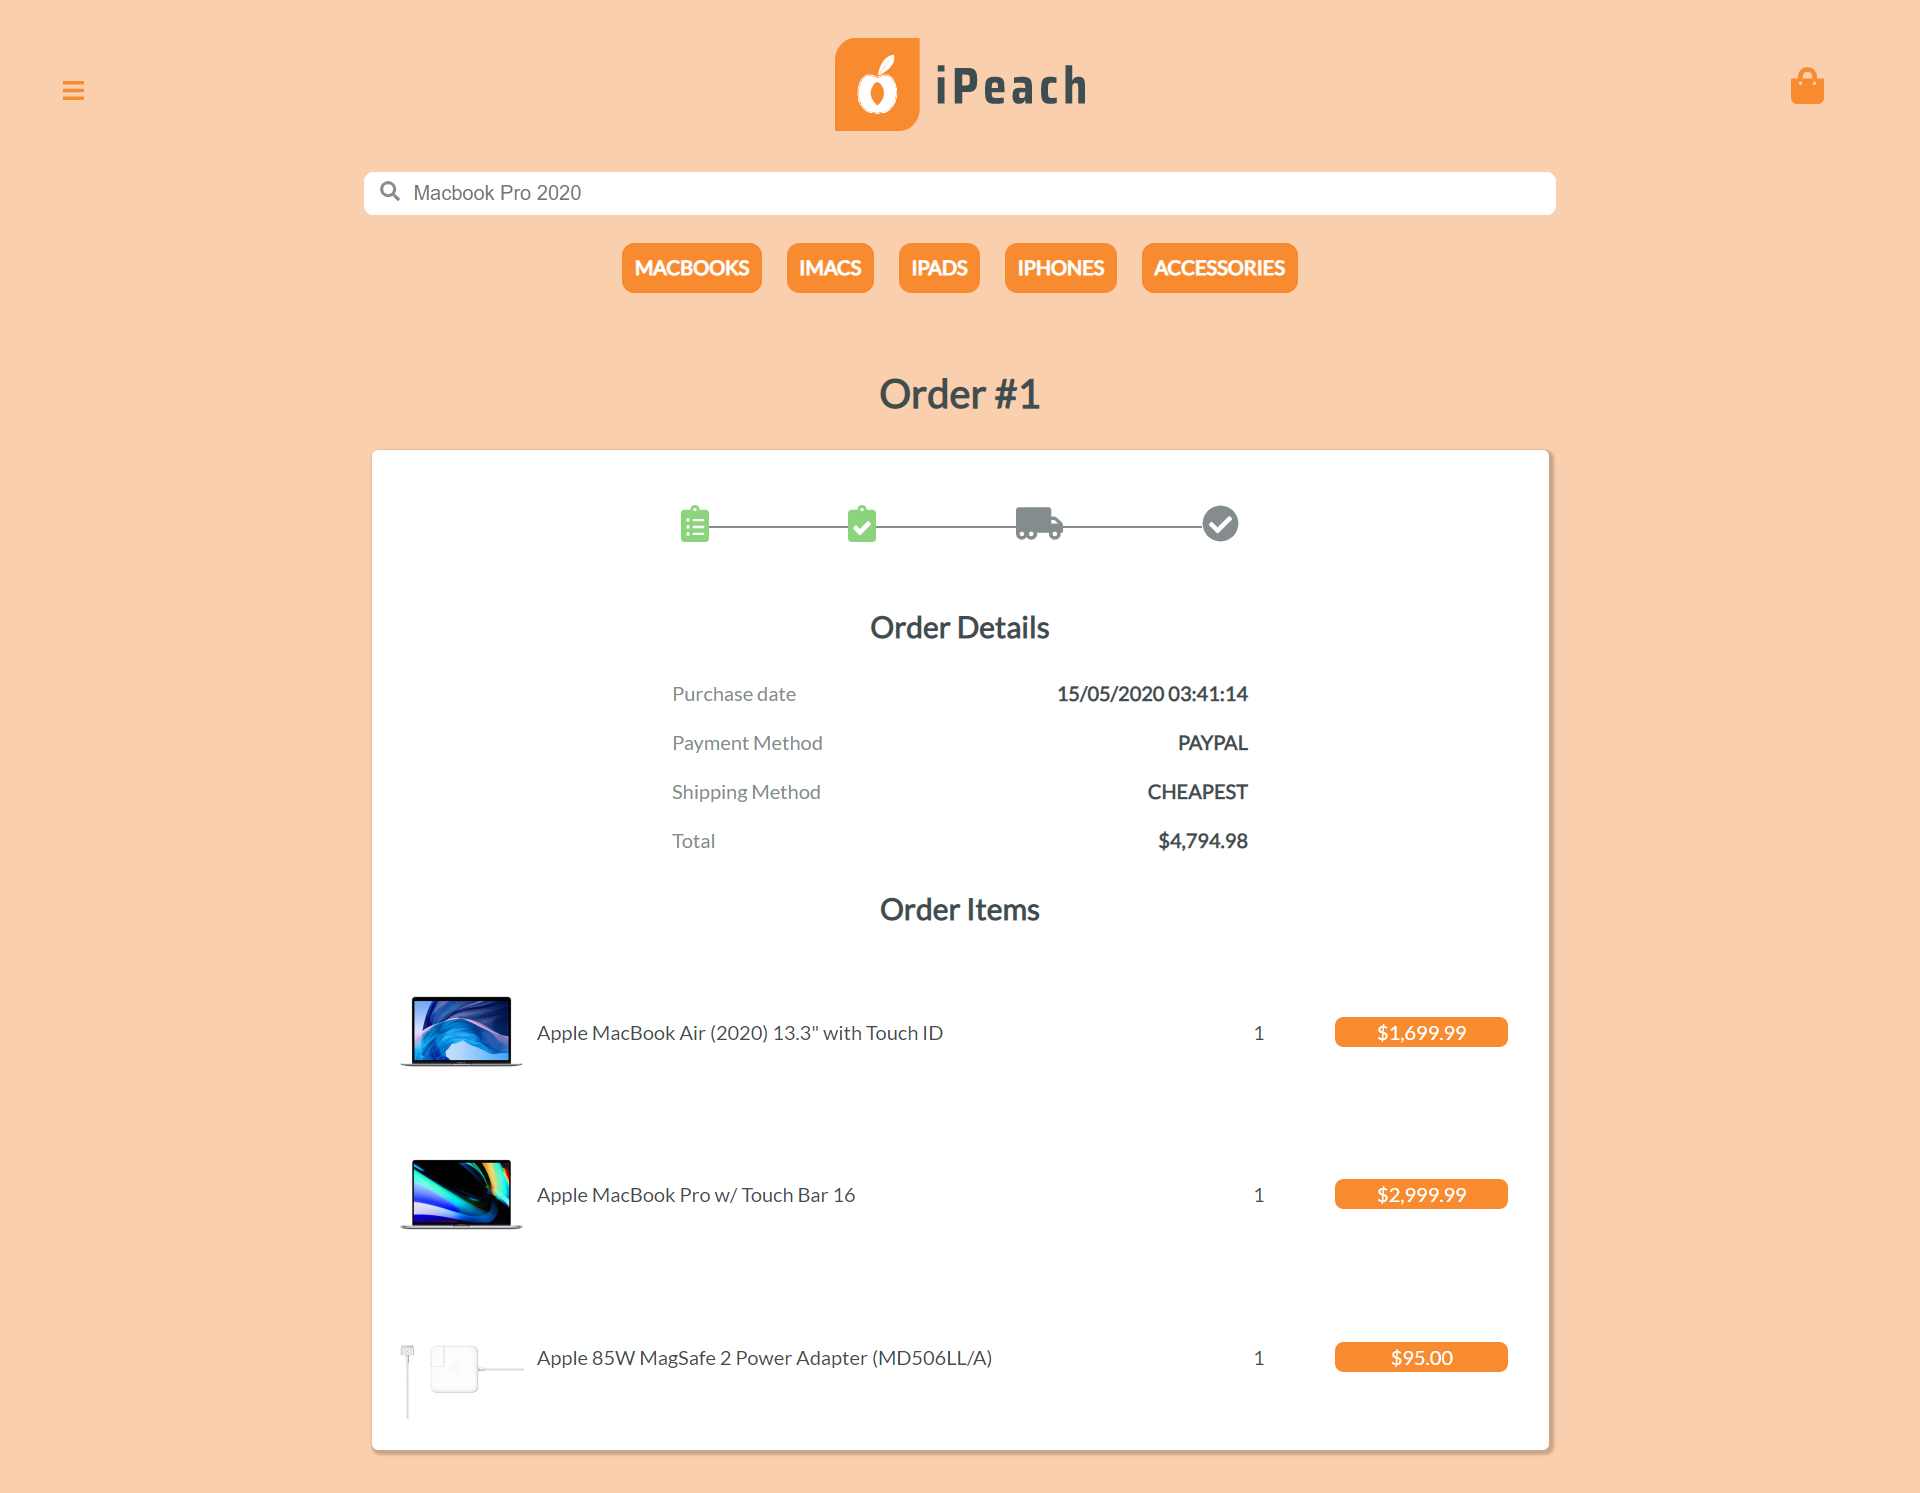 iPeach
Macbook Pro 2020
MACBOOKS IMACS IPADS IPHONES ACCESSORIES
Order #1
Order Details
Purchase date 15/05/2020 03:41:14
Payment Method PAYPAL
Shipping Method CHEAPEST
Total $4,794.98
Order Items
Apple MacBook Air (2020) 13.3" with Touch ID 1 $1,699.99
Apple MacBook Pro w/ Touch Bar 16 1 $2,999.99
Apple 85W MagSafe 2 Power Adapter (MD506LL/A) 1 $95.00